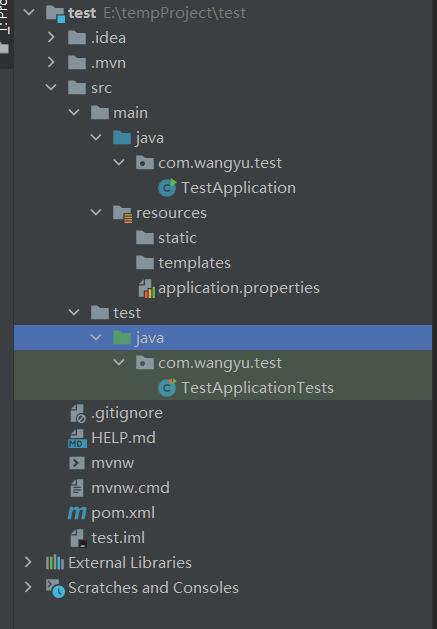 1: Pro
test E:\tempProject\test
.idea
.mvn
src
main
java
com.wangyu.test
TestApplication
resources
static
templates
application.properties
test
java
com.wangyu.test
TestApplicationTests
.gitignore
HELP.md
mvnw
mvnw.cmd
pom.xml
test.iml
External Libraries
Scratches and Consoles